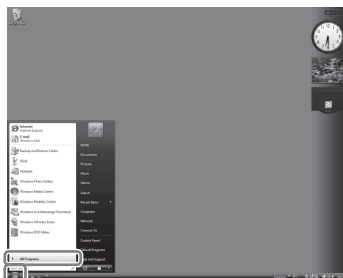 Internet
Internet Explorer
E-mail
Windows Mail
Backup and Restore Center
Paint
Notepad
Windows Photo Gallery
Windows Media Center
Windows Mobility Center
Windows Live Messenger Download
Windows Ultimate Extras
Windows DVD Maker
All Programs
Documents
Pictures
Music
Games
Search
Recent Items
Computer
Network
Connect To
Control Panel
Default Programs
Help and Support